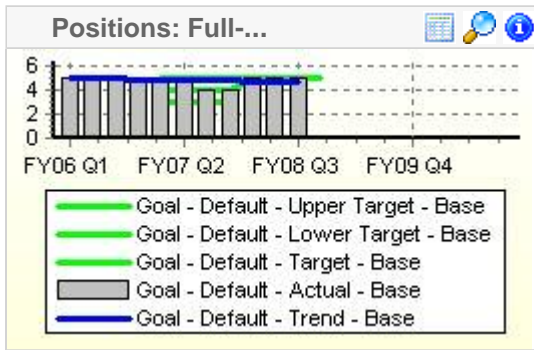 Positions: Full-...
6
4
2
0
FY06 Q1 FY07 Q2 FY08 Q3 FY09 Q4
Goal - Default - Upper Target - Base
Goal - Default - Lower Target - Base
Goal - Default - Target - Base
Goal - Default - Actual - Base
Goal - Default - Trend - Base